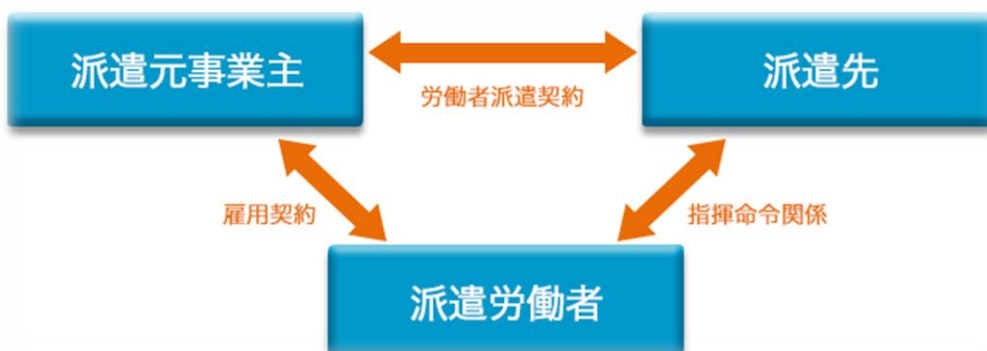 派遣元事業主
派遣先
労働者派遣契約
雇用契約
指揮命令関係
派遣労働者